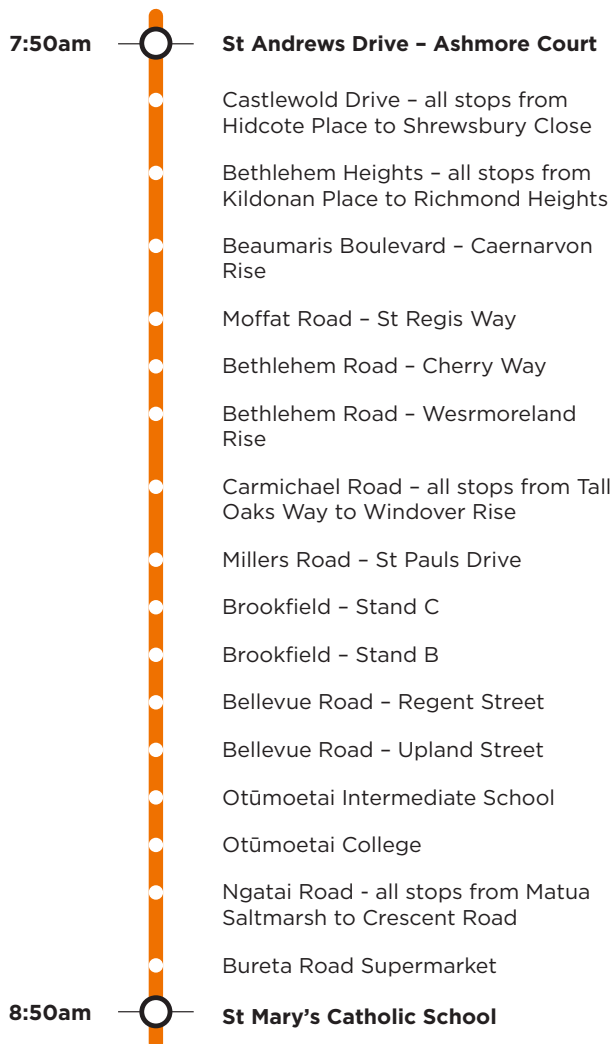 7:50am St Andrews Drive – Ashmore Court
Castlewold Drive – all stops from
Hidcote Place to Shrewsbury Close
Bethlehem Heights – all stops from
Kildonan Place to Richmond Heights
Beaumaris Boulevard – Caernarvon
Rise
Moffat Road – St Regis Way
Bethlehem Road – Cherry Way
Bethlehem Road – Wesrmoreland
Rise
Carmichael Road – all stops from Tall
Oaks Way to Windover Rise
Millers Road – St Pauls Drive
Brookfield – Stand C
Brookfield – Stand B
Bellevue Road – Regent Street
Bellevue Road – Upland Street
Otūmoetai Intermediate School
Otūmoetai College
Ngatai Road - all stops from Matua
Saltmarsh to Crescent Road
Bureta Road Supermarket
8:50am St Mary’s Catholic School